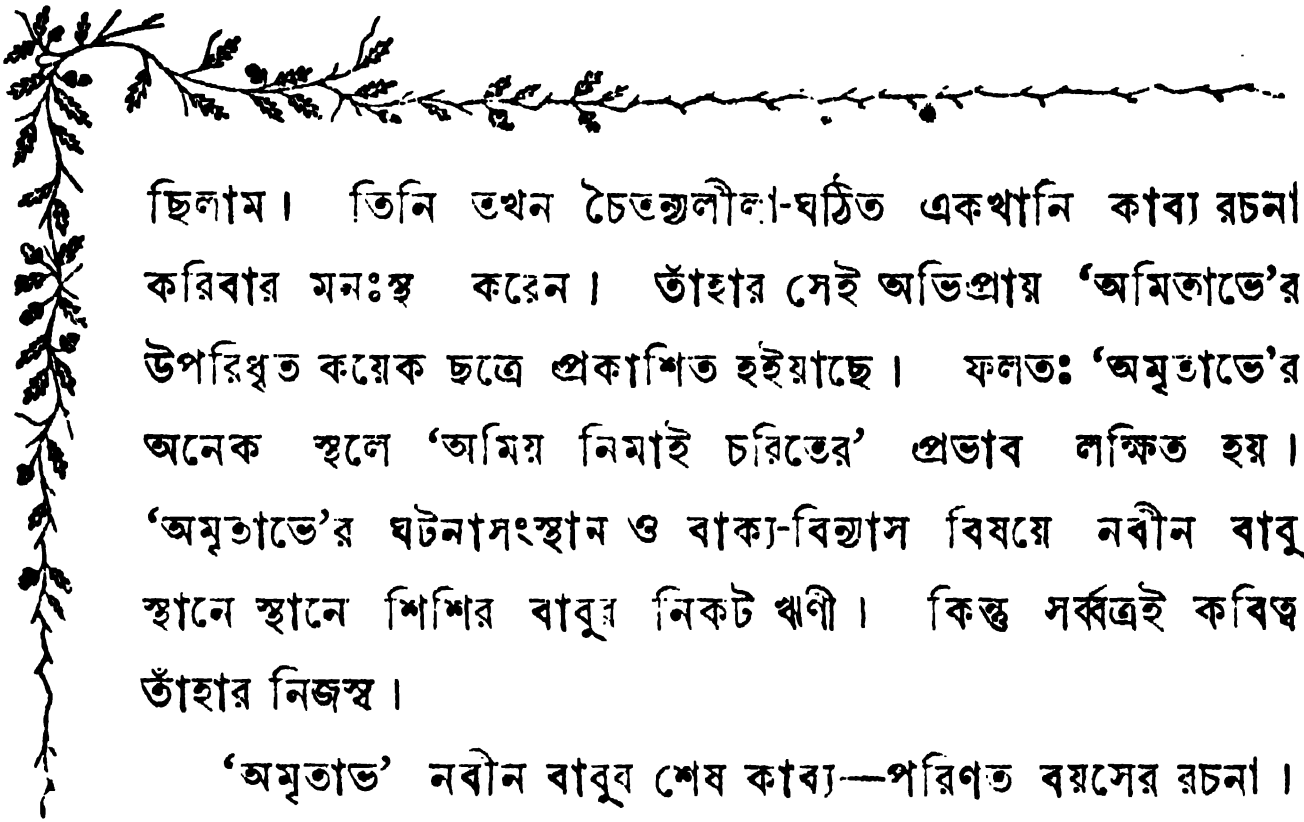 ছিলাম। তিনি তখন চৈতন্যলীলা-ঘঠিত একখানি কাব্য রচনা
করিবার মনঃস্থ করেন। তাঁহার সেই অভিপ্রায় ‘অমিতাভে’র
উপরিধৃত কয়েক ছত্রে প্রকাশিত হইয়াছে। ফলতঃ ‘অমৃতাভে’র
অনেক স্থলে ‘অমিয় নিমাই চরিতের’ প্রভাব লক্ষিত হয়।
‘অমৃতাভে’র ঘটনাসংস্থান ও বাক্য-বিন্যাস বিষয়ে নবীন বাবু
স্থানে স্থানে শিশির বাবুর নিকট ঋণী। কিন্তু সর্ব্বত্রই কবিত্ব
তাঁহার নিজস্ব।
‘অমৃতাভ’ নবীন বাবুব শেষ কাব্য—পরিণত বয়সের রচনা।